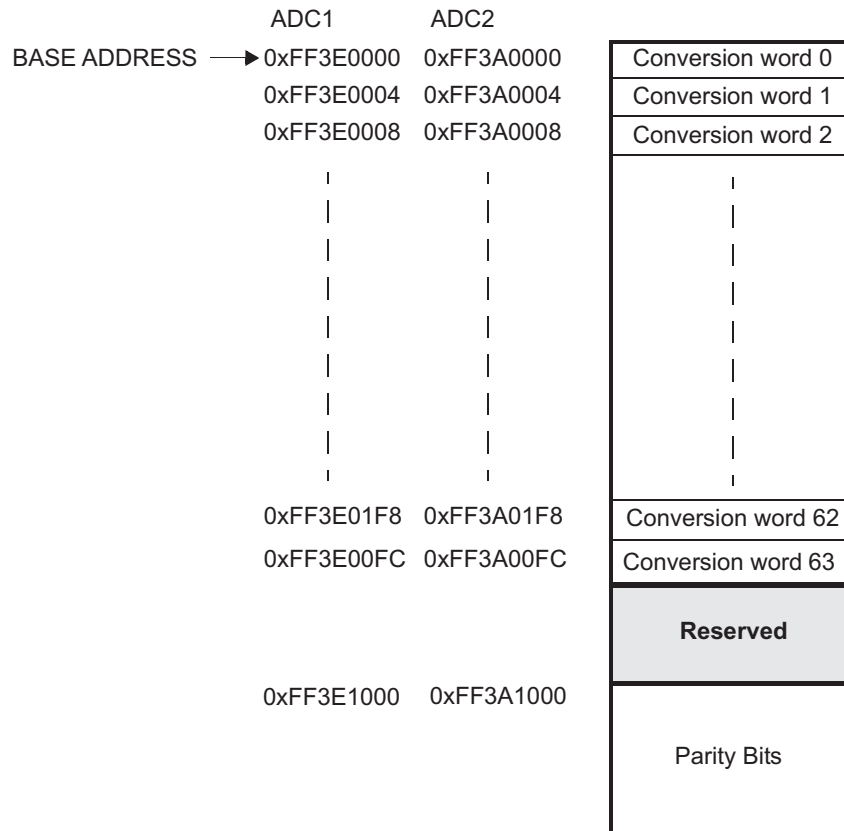 ADC1 ADC2
BASE ADDRESS 0xFF3E0000 0xFF3A0000 Conversion word 0
0xFF3E0004 0xFF3A0004 Conversion word 1
0xFF3E0008 0xFF3A0008 Conversion word 2
0xFF3E01F8 0xFF3A01F8 Conversion word 62
0xFF3E00FC 0xFF3A00FC Conversion word 63
Reserved
0xFF3E1000 0xFF3A1000
Parity Bits